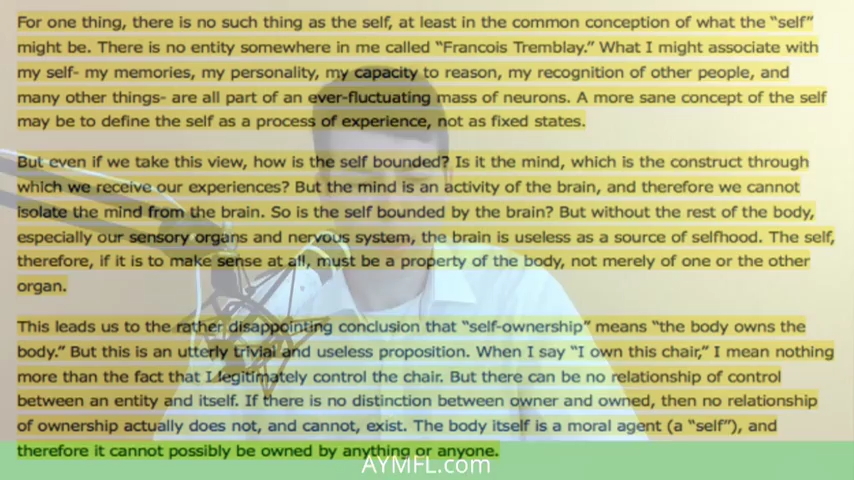 For one thing, there is no such thing as the self, at least in the common conception of what the “self”
might be. There is no entity somewhere in me called “Francois Tremblay.” What I might associate with
my self- my memories, my personality, my capacity to reason, my recognition of other people, and
many other things- are all part of an ever-fluctuating mass of neurons. A more sane concept of the self
may be to define the self as a process of experience, not as fixed states.
But even if we take this view, how is the self bounded? Is it the mind, which is the construct through
which we receive our experiences? But the mind is an activity of the brain, and therefore we cannot
isolate the mind from the brain. So is the self bounded by the brain? But without the rest of the body,
especially our sensory organs and nervous system, the brain is useless as a source of selfhood. The self,
therefore, if it is to make sense at all, must be a property of the body, not merely of one or the other
organ.
This leads us to the rather disappointing conclusion that “self-ownership” means “the body owns the
body.” But this is an utterly trivial and useless proposition. When I say “I own this chair,” I mean nothing
more than the fact that I legitimately control the chair. But there can be no relationship of control
between an entity and itself. If there is no distinction between owner and owned, then no relationship
of ownership actually does not, and cannot, exist. The body itself is a moral agent (a “self”), and
therefore it cannot possibly be owned by anything or anyone.
AYMFL.com